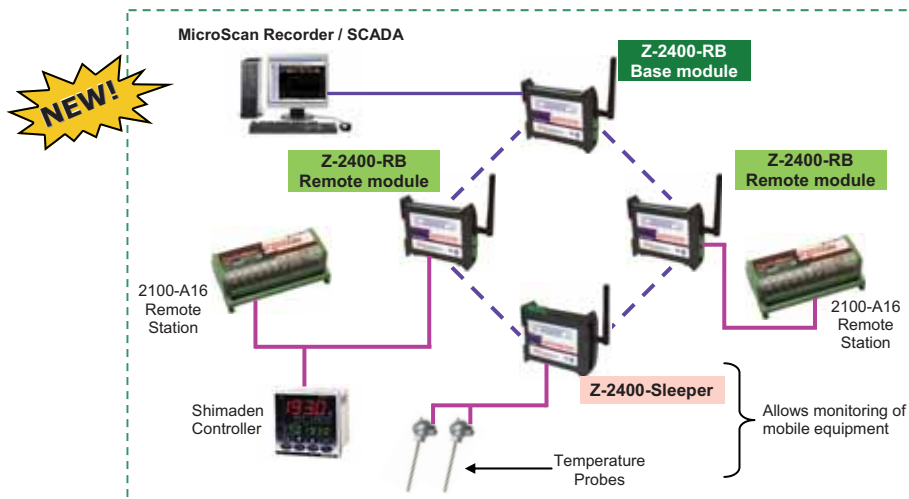 MicroScan Recorder / SCADA
Z-2400-RB
Base module
NEW!
Z-2400-RB
Remote module
Z-2400-RB
Remote module
2100-A16
Remote
Station
2100-A16
Remote
Station
Z-2400-Sleeper
Shimaden
Controller
1930
Allows monitoring of
mobile equipment
Temperature
Probes